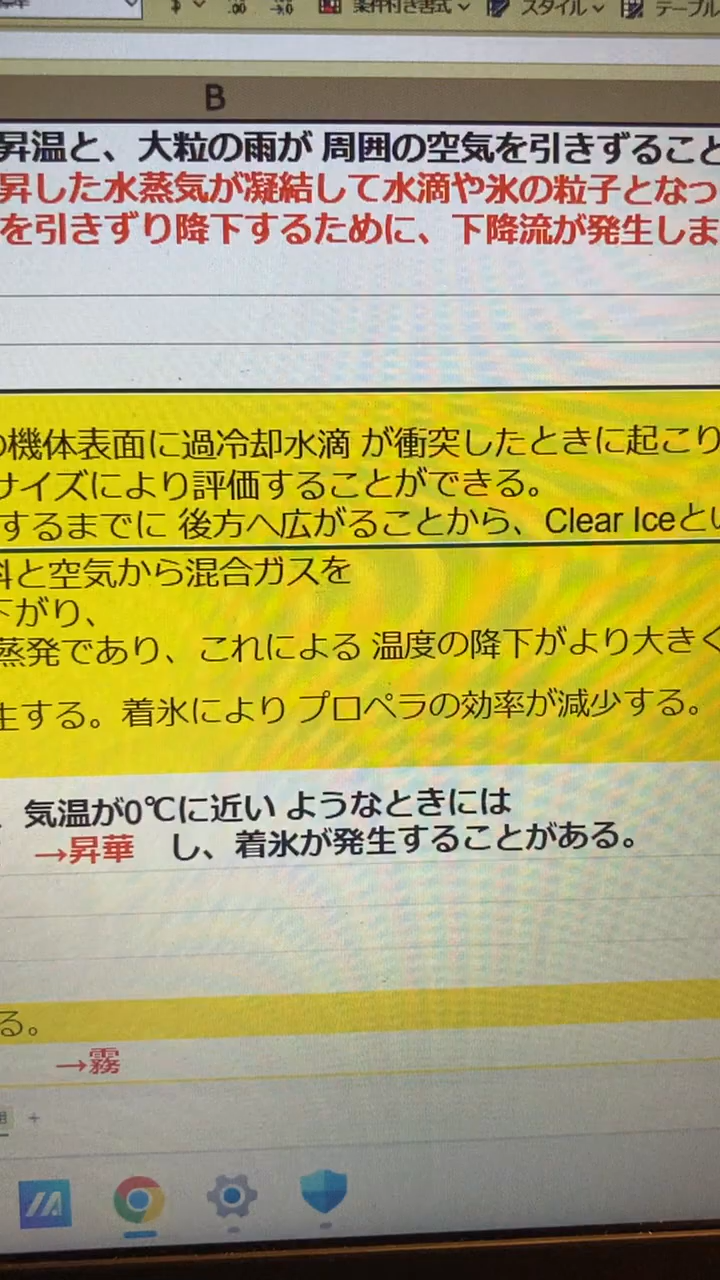 .00
条件付き書式
スタイル
テーブル
B
昇温と、大粒の雨が 周囲の空気を引きずること
昇した水蒸気が凝結して水滴や氷の粒子となっ
を引きずり降下するために、下降流が発生しま
の機体表面に過冷却水滴 が衝突したときに起こり
サイズにより評価することができる。
するまでに 後方へ広がることから、Clear Iceとい
料と空気から混合ガスを
下がり、
蒸発であり、これによる 温度の降下がより大きく
生する。着氷により プロペラの効率が減少する。
、気温が0℃に近い ようなときには
→昇華 し、着氷が発生することがある。
る。
→霧
+